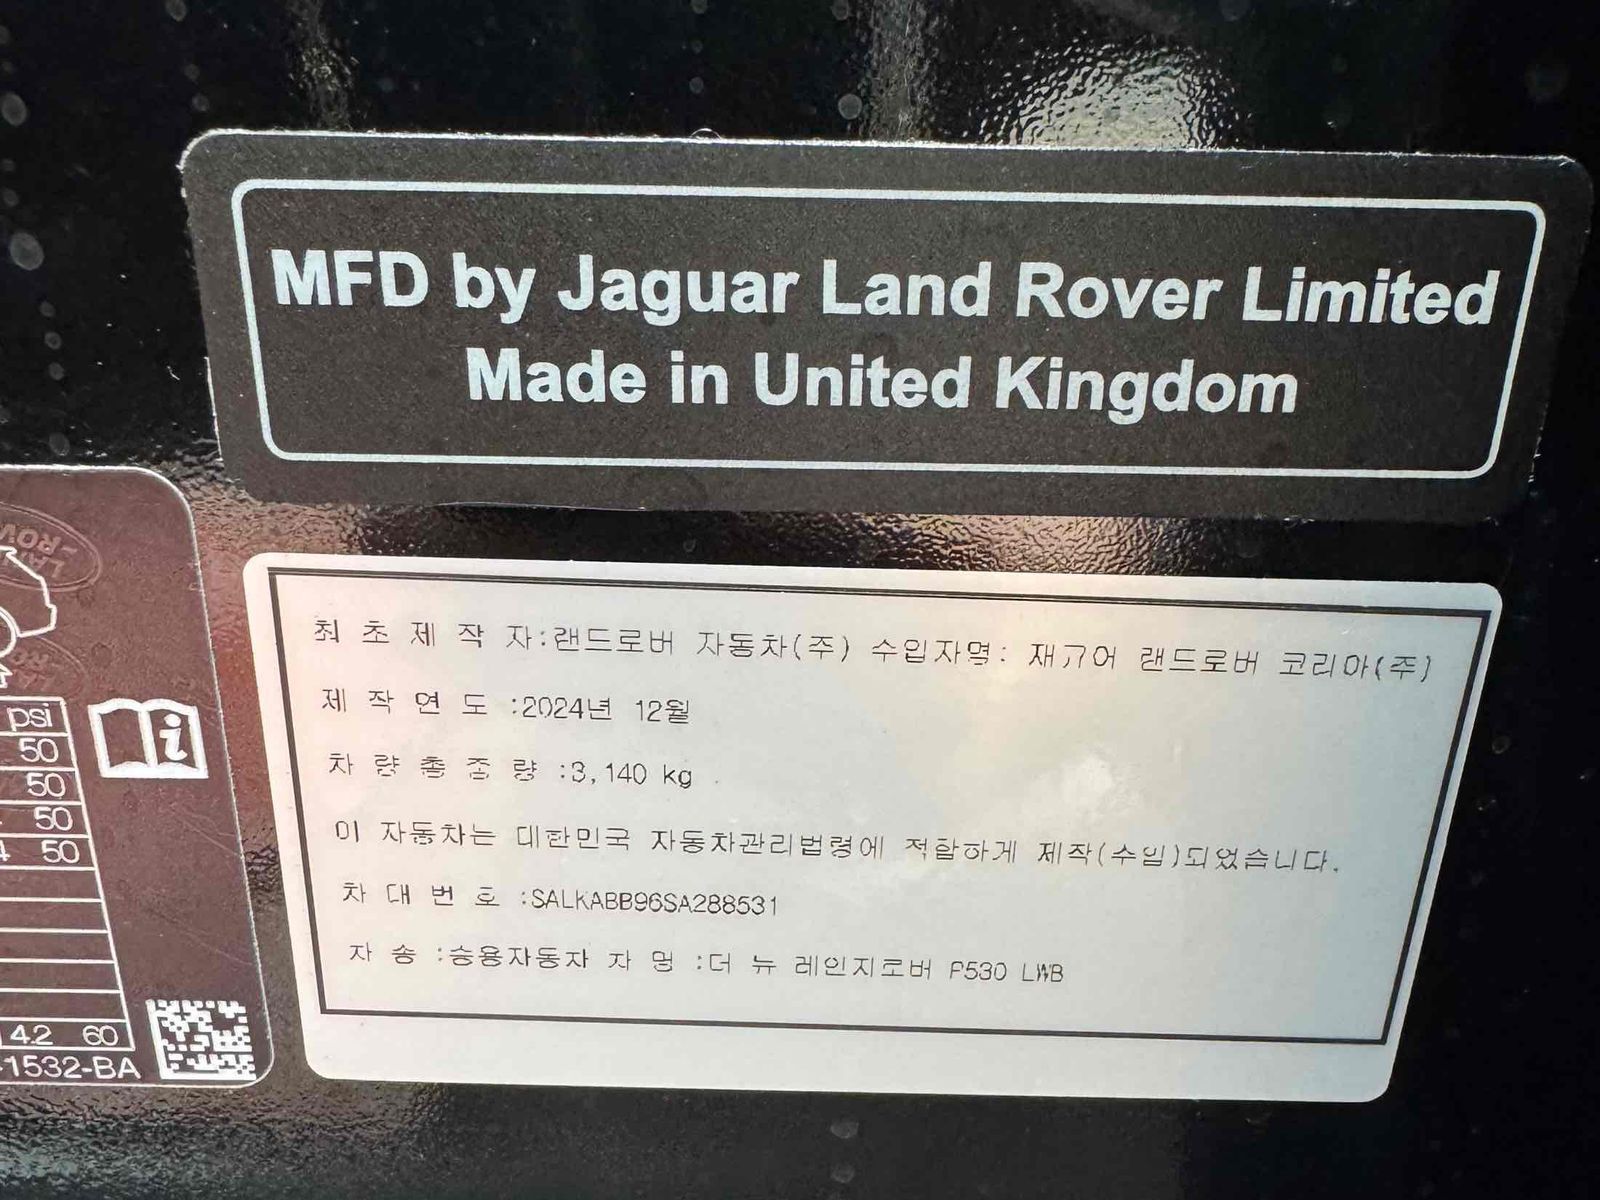 MFD by Jaguar Land Rover Limited
Made in United Kingdom
최 초 제 작 자:랜드로버 자동차(주) 수입자명: 재규어 랜드로버 코리아(주)
제 작 연 도 :2024년 12월
차 량 총 중 량 :3,140 kg
이 자동차는 대한민국 자동차관리법령에 적합하게 제작(수입)되었습니다.
차 대 번 호 :SALKABB96SA288531
차 종 :승용자동차 차 명 :더 뉴 레인지로버 P530 LWB
psi
50
50
50
4 50
4.2 60
-1532-BA